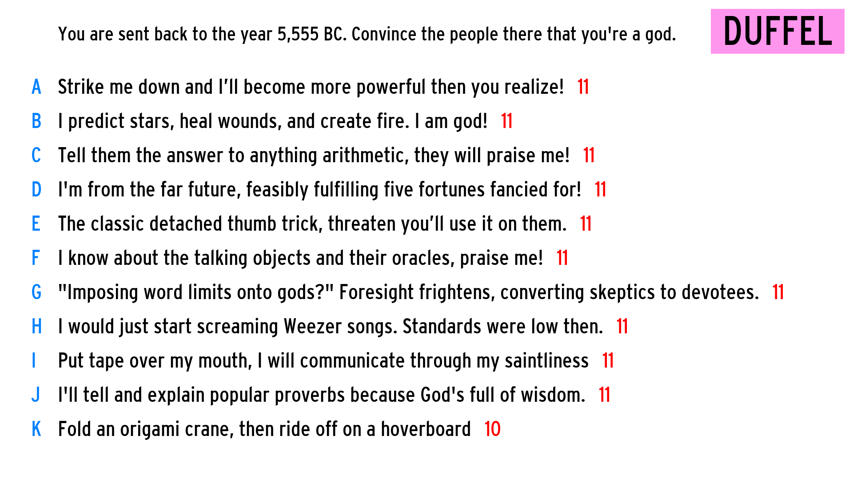 You are sent back to the year 5,555 BC. Convince the people there that you're a god.
DUFFEL
A Strike me down and I'll become more powerful then you realize! 11
B I predict stars, heal wounds, and create fire. I am god! 11
C Tell them the answer to anything arithmetic, they will praise me! 11
D I'm from the far future, feasibly fulfilling five fortunes fancied for! 11
E The classic detached thumb trick, threaten you'll use it on them. 11
F I know about the talking objects and their oracles, praise me! 11
G "Imposing word limits onto gods?" Foresight frightens, converting skeptics to devotees. 11
H I would just start screaming Weezer songs. Standards were low then. 11
I Put tape over my mouth, I will communicate through my saintliness 11
J I'll tell and explain popular proverbs because God's full of wisdom. 11
K Fold an origami crane, then ride off on a hoverboard 10